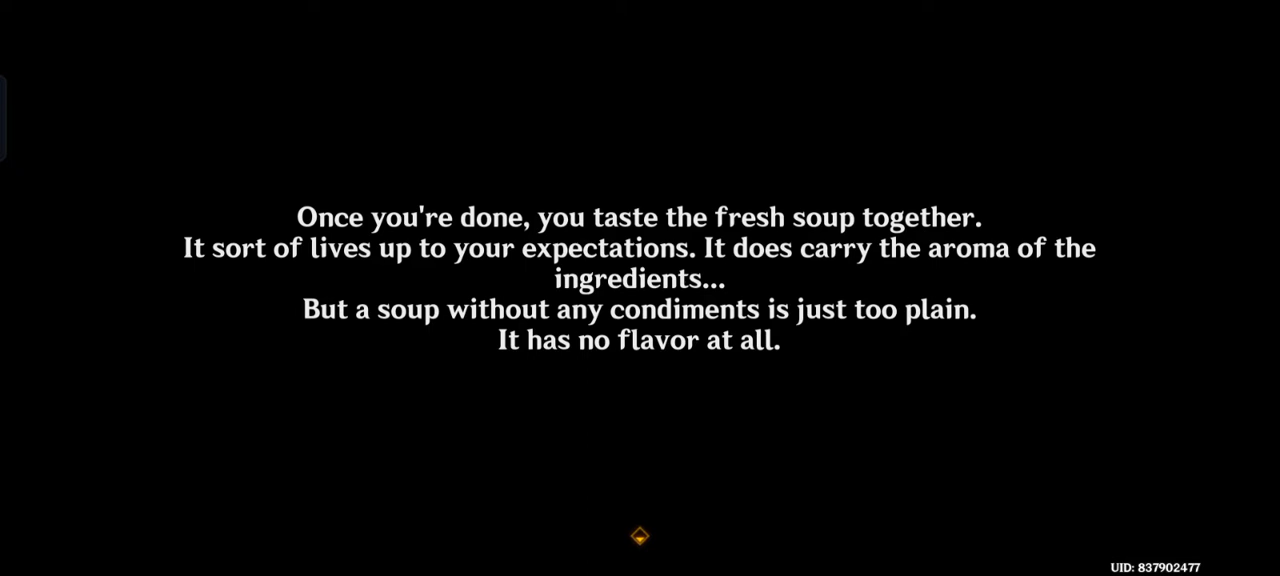 Once you're done, you taste the fresh soup together.
It sort of lives up to your expectations. It does carry the aroma of the
ingredients...
But a soup without any condiments is just too plain.
It has no flavor at all.
UID: 837902477